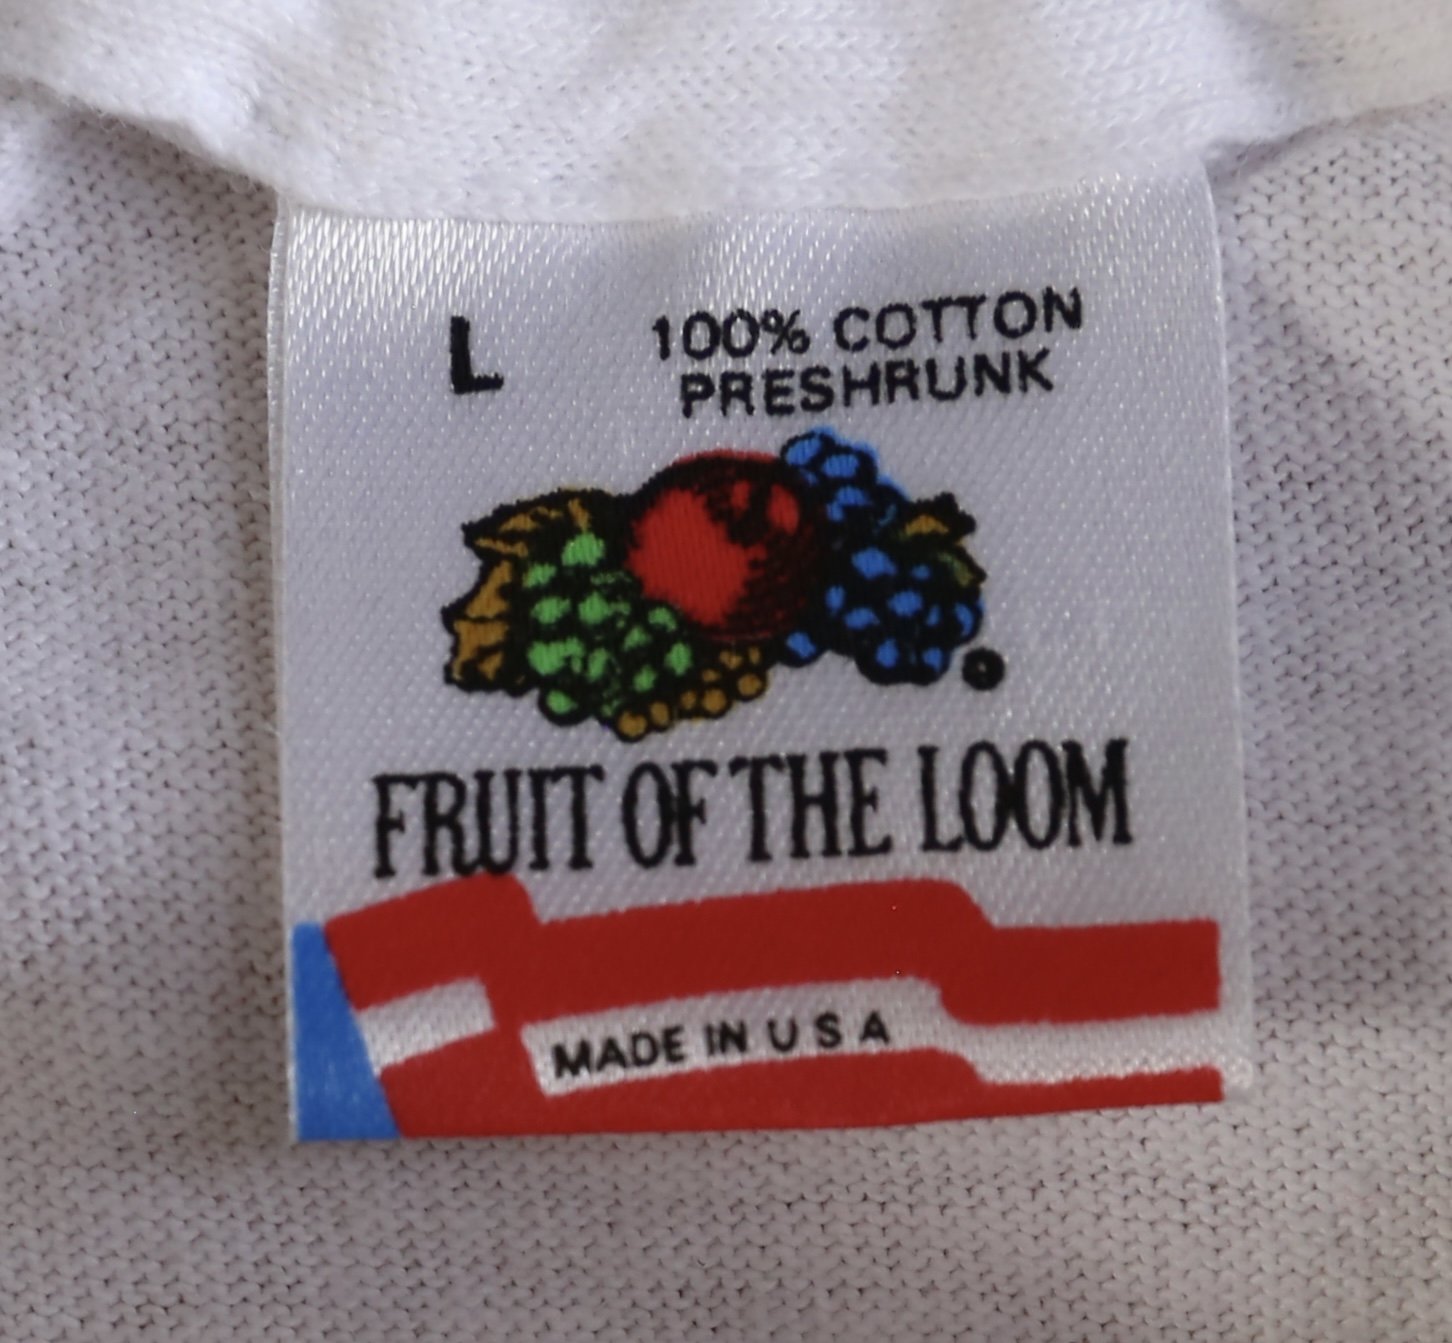 L
100% COTTON
PRESHRUNK
FRUIT OF THE LOOM
MADE IN U S A